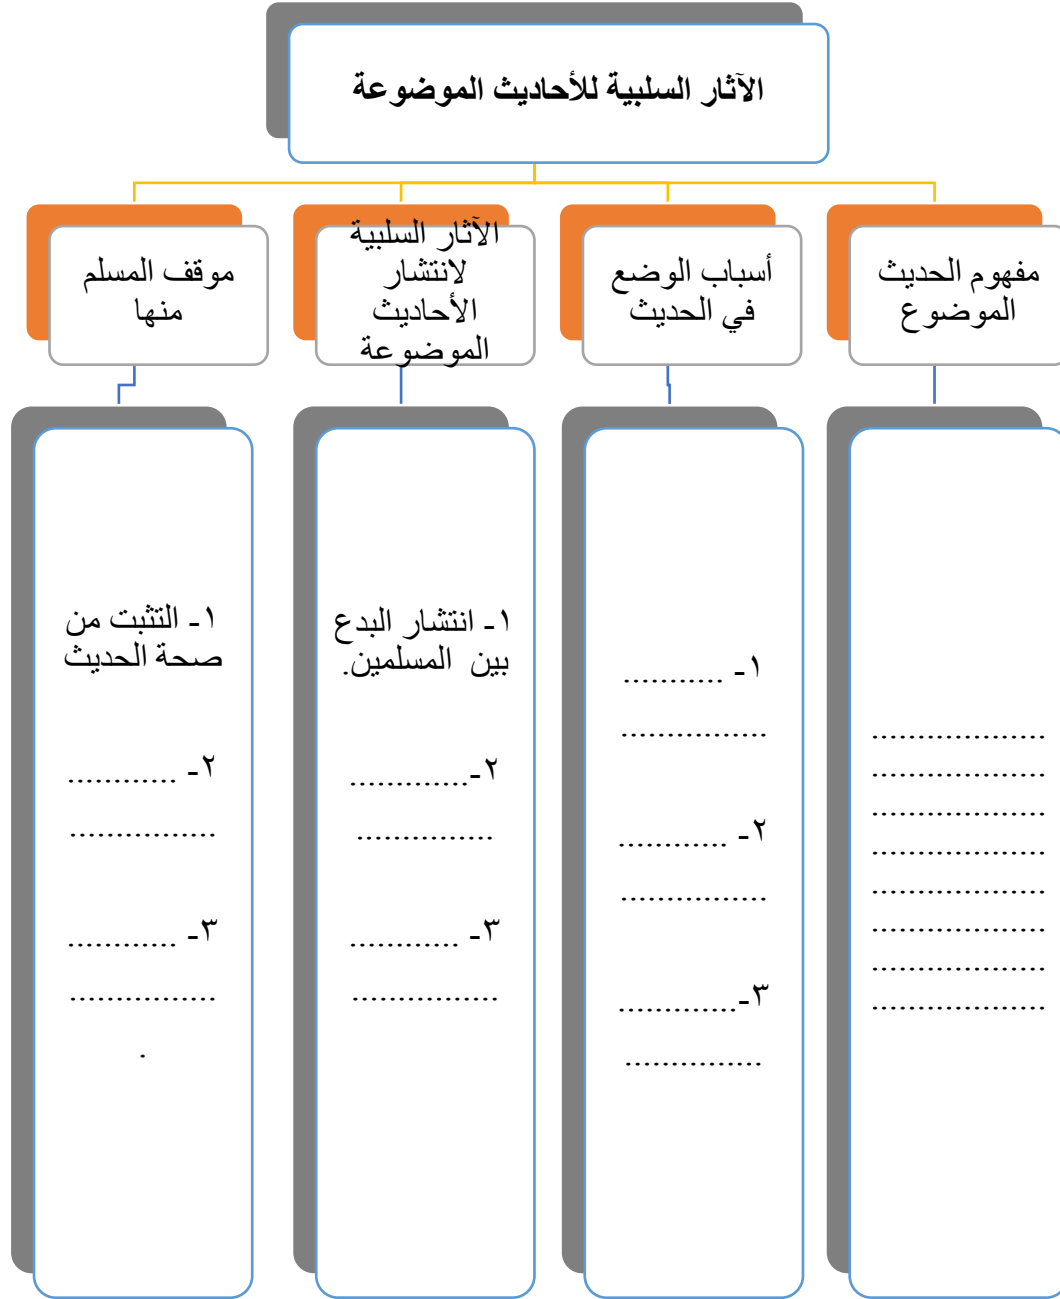 الآثار السلبية للأحاديث الموضوعة
مفهوم الحديث
الموضوع
...................
...................
...................
...................
...................
...................
...................
...................
أسباب الوضع
في الحديث
١- ...........
................
٢- ............
................
٣-.............
...............
الآثار السلبية
لانتشار
الأحاديث
الموضوعة
١- انتشار البدع
بين المسلمين.
٢-.............
...............
٣- ............
................
موقف المسلم
منها
١- التثبت من
صحة الحديث
٢- ............
................
٣- ............
................
.